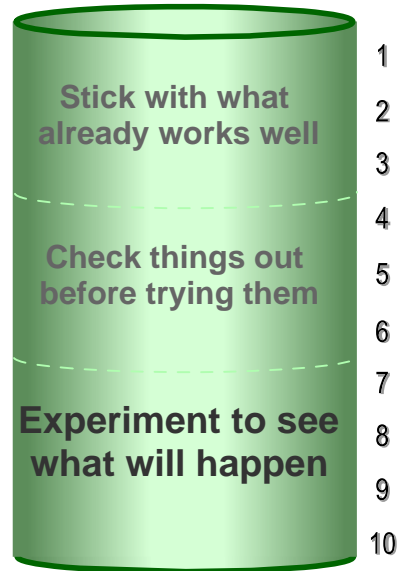 1
Stick with what
2
already works well
3
4
Check things out
5
before trying them
6
7
Experiment to see
8
what will happen
9
10